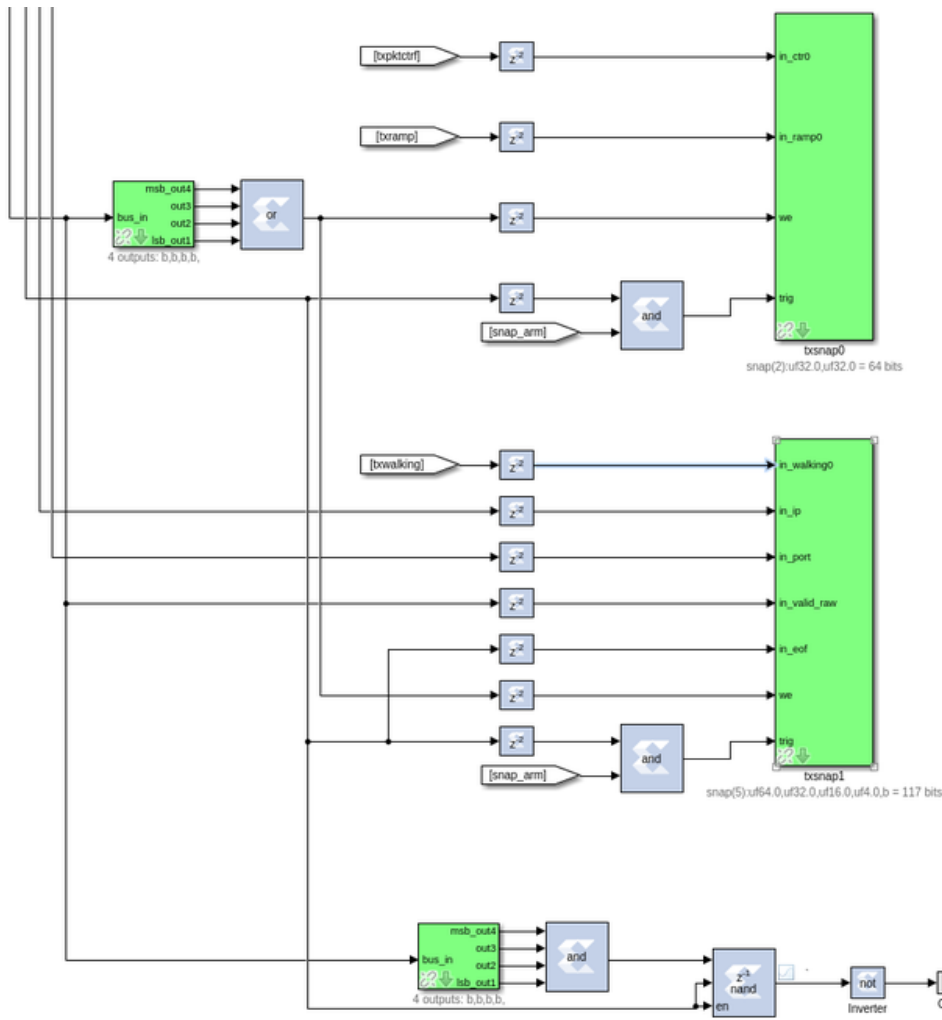 [txpktctrl]
z⁻²
in_ctr0
[txramp]
z⁻²
in_ramp0
msb_out4
out3
bus_in
out2
lsb_out1
or
z⁻²
we
4 outputs: b,b,b,b,
z⁻²
and
trig
[snap_arm]
txsnap0
snap(2):uf32.0,uf32.0 = 64 bits
[txwalking]
z⁻²
in_walking0
z⁻²
in_ip
z⁻²
in_port
z⁻²
in_valid_raw
z⁻²
in_eof
z⁻²
we
z⁻²
and
trig
[snap_arm]
txsnap1
snap(5):uf64.0,uf32.0,uf16.0,uf4.0,b = 117 bits
msb_out4
out3
bus_in
out2
lsb_out1
and
4 outputs: b,b,b,b,
z⁻¹
nand
en
not
Inverter